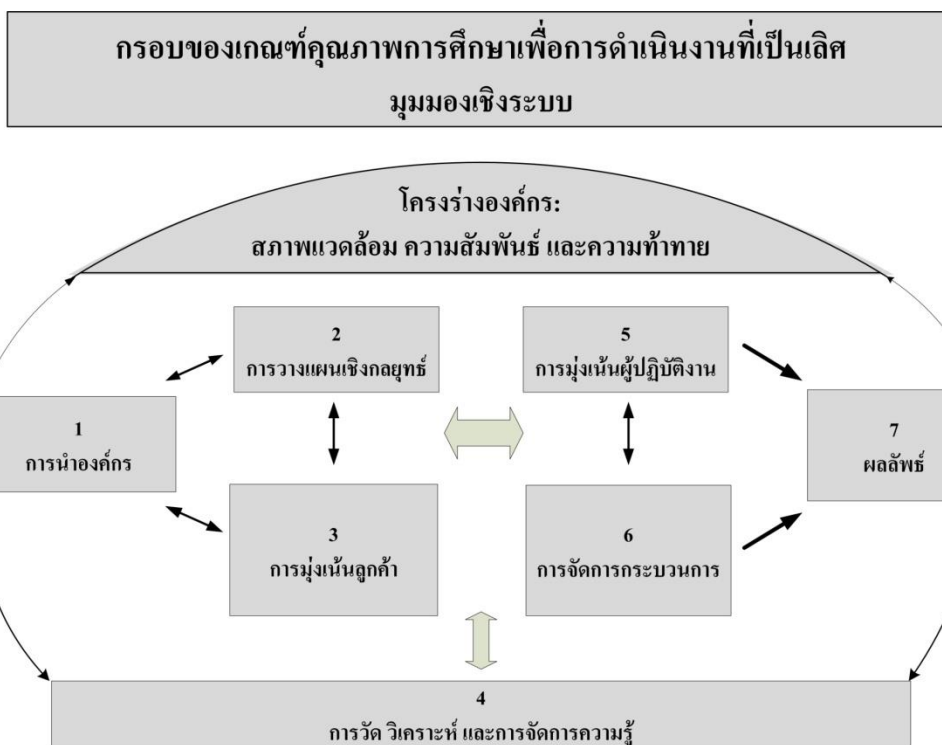 กรอบของเกณฑ์คุณภาพการศึกษาเพื่อการดำเนินงานที่เป็นเลิศ
มุมมองเชิงระบบ
โครงร่างองค์กร:
สภาพแวดล้อม ความสัมพันธ์ และความท้าทาย
2
การวางแผนเชิงกลยุทธ์
5
การมุ่งเน้นผู้ปฏิบัติงาน
1
การนำองค์กร
7
ผลลัพธ์
3
การมุ่งเน้นลูกค้า
6
การจัดการกระบวนการ
4
การวัด วิเคราะห์ และการจัดการความรู้